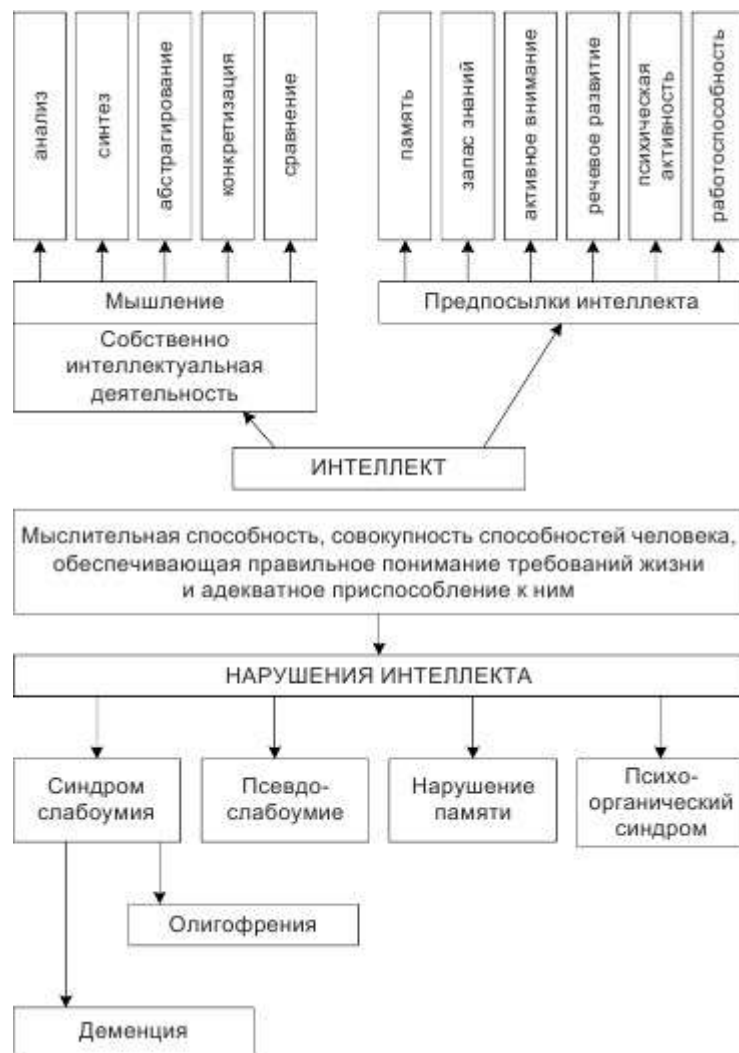 анализ
синтез
абстрагирование
конкретизация
сравнение
память
запас знаний
активное внимание
речевое развитие
психическая
активность
работоспособность
Мышление
Предпосылки интеллекта
Собственно
интеллектуальная
деятельность
ИНТЕЛЛЕКТ
Мыслительная способность, совокупность способностей человека,
обеспечивающая правильное понимание требований жизни
и адекватное приспособление к ним
НАРУШЕНИЯ ИНТЕЛЛЕКТА
Синдром
слабоумия
Псевдо-
слабоумие
Нарушение
памяти
Психо-
органический
синдром
Олигофрения
Деменция